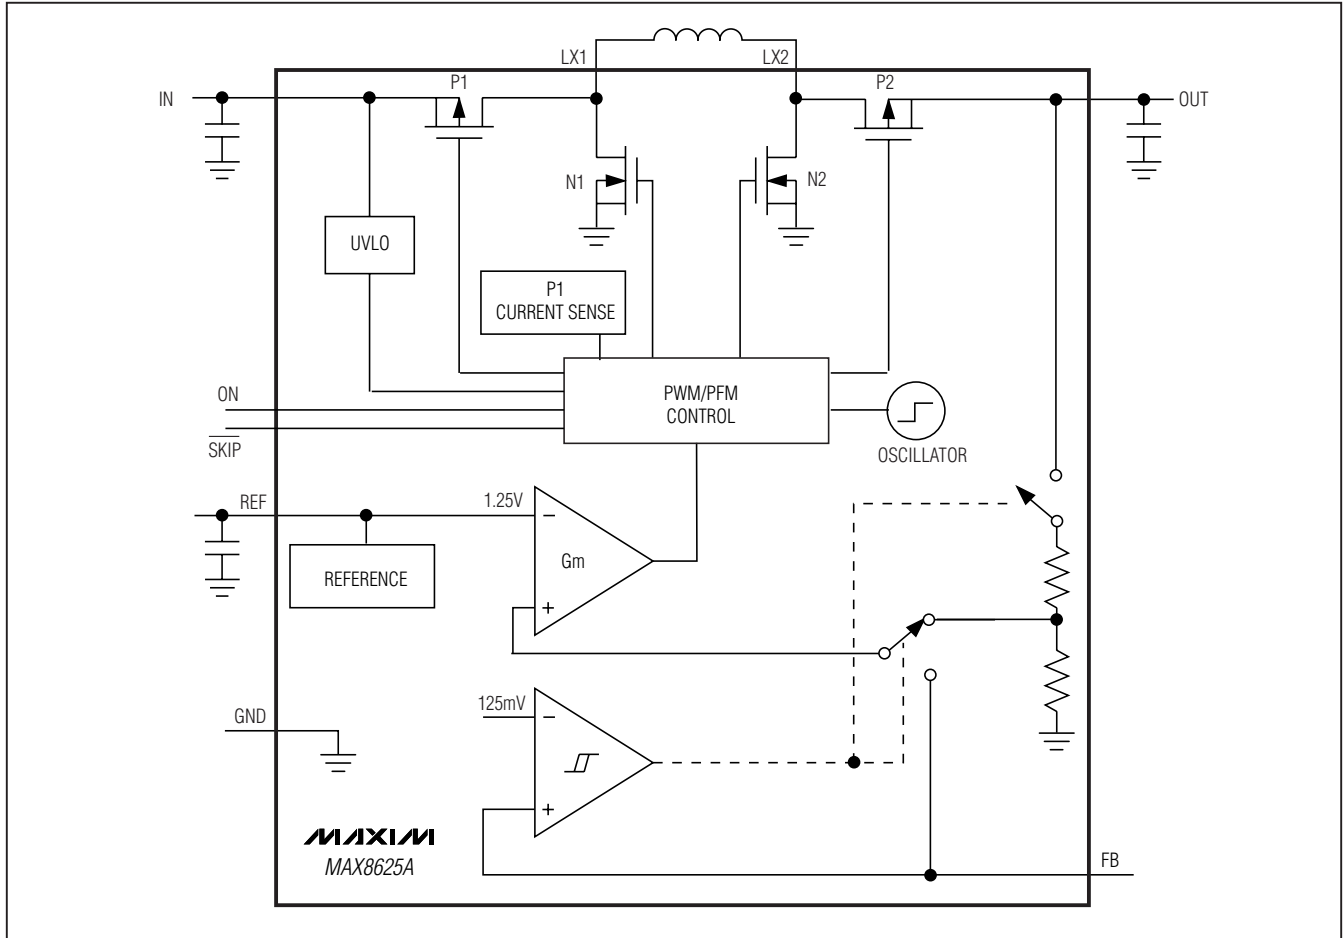 LX1
LX2
P1
P2
IN
OUT
N1
N2
UVLO
P1
CURRENT SENSE
PWM/PFM
CONTROL
ON
SKIP
OSCILLATOR
REF
1.25V
−
Gm
REFERENCE
+
125mV
−
GND
+
MAXIM
MAX8625A
FB